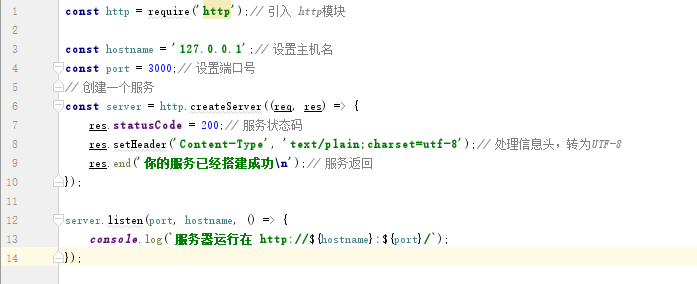 1 const http = require('http');// 引入 http模块
2
3 const hostname = '127.0.0.1';// 设置主机名
4 const port = 3000;// 设置端口号
5 // 创建一个服务
6 const server = http.createServer((req, res) => {
7 res.statusCode = 200;// 服务状态码
8 res.setHeader('Content-Type', 'text/plain;charset=utf-8');// 处理信息头，转为UTF-8
9 res.end('你的服务已经搭建成功\n');// 服务返回
10 });
11
12 server.listen(port, hostname, () => {
13 console.log(`服务器运行在 http://${hostname}:${port}/`);
14 });